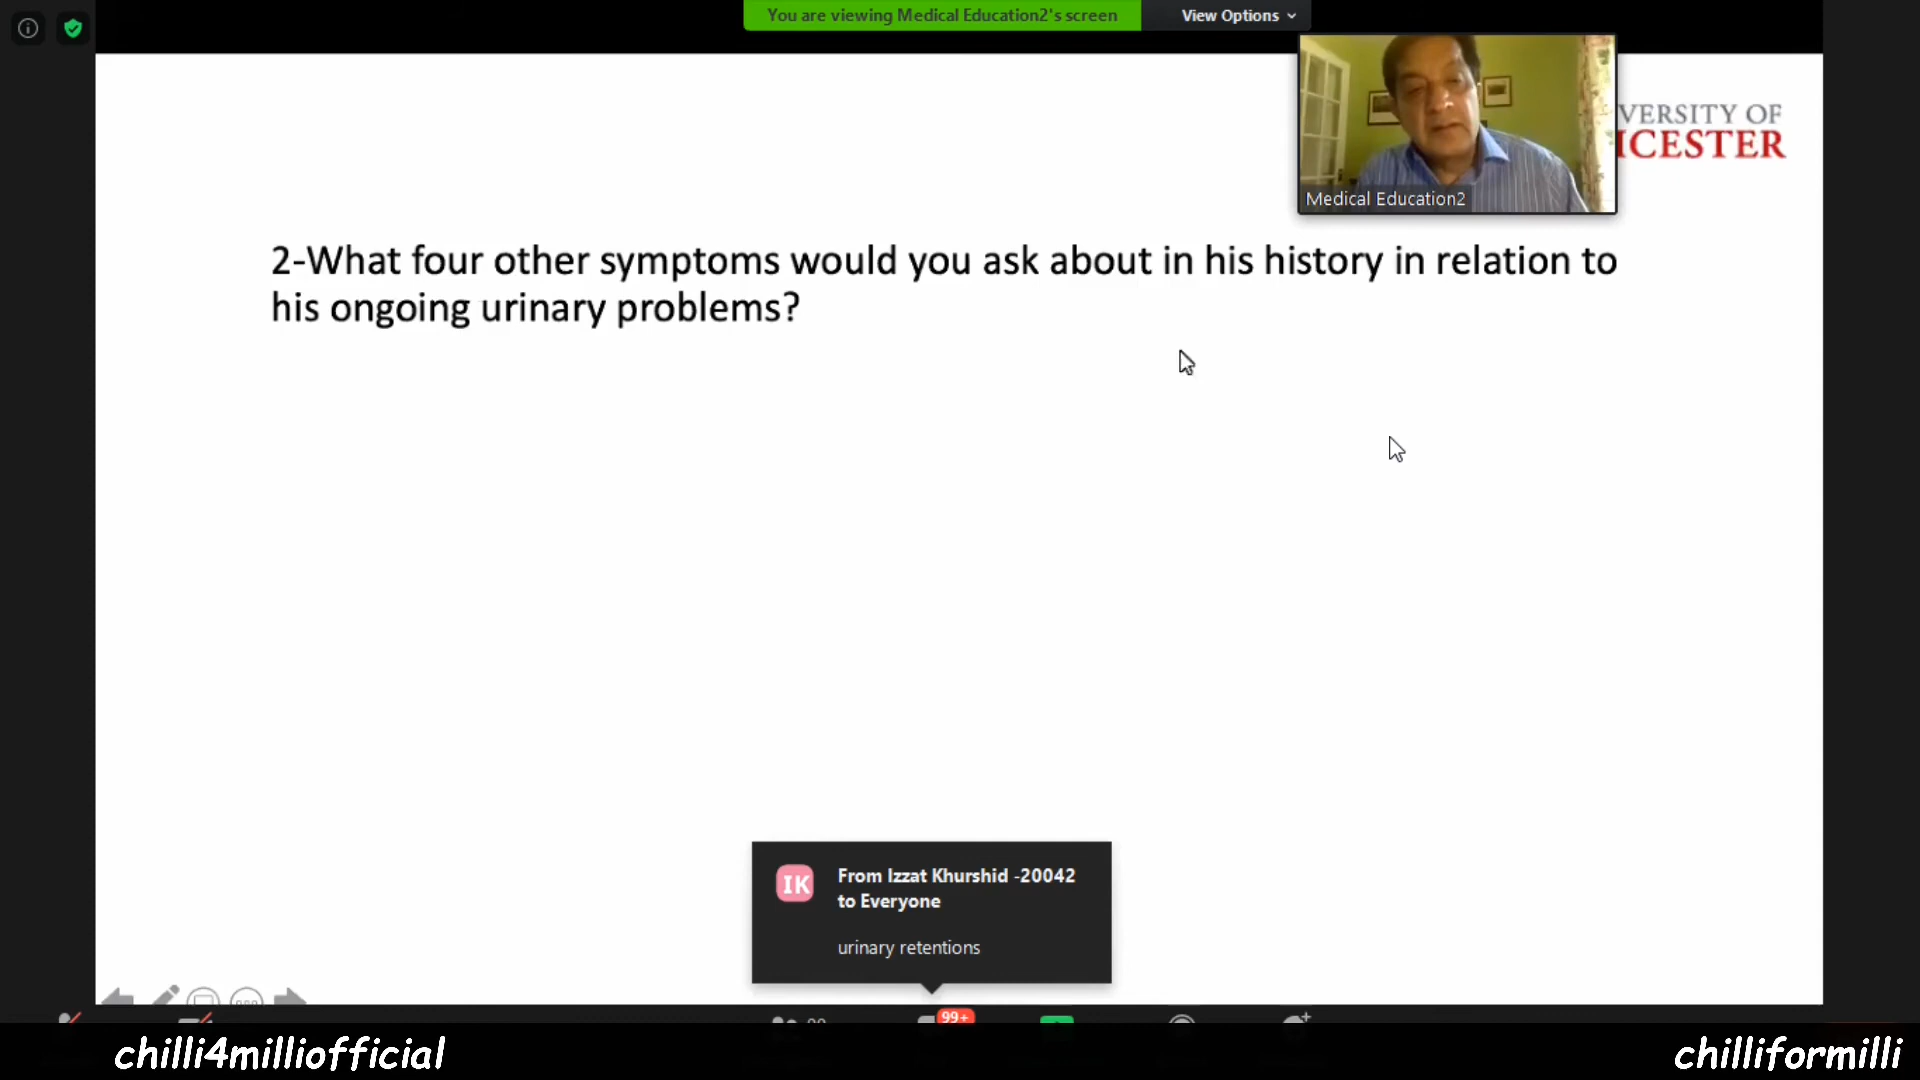 You are viewing Medical Education2's screen
View Options
VERSITY OF
ICESTER
Medical Education2
2-What four other symptoms would you ask about in his history in relation to
his ongoing urinary problems?
IK
From Izzat Khurshid -20042
to Everyone
urinary retentions
99+
chilli4milliofficial
chilliformilli